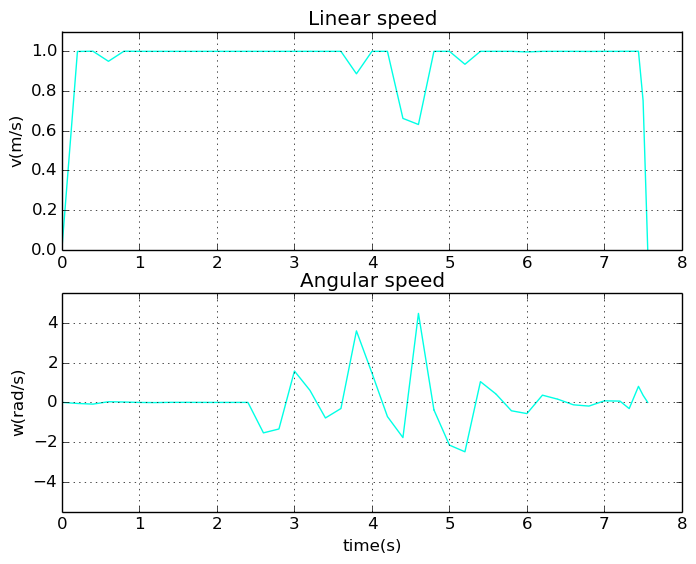 Linear speed
v(m/s)
1.0
0.8
0.6
0.4
0.2
0.0
0 1 2 3 4 5 6 7 8
Angular speed
w(rad/s)
4
2
0
−2
−4
0 1 2 3 4 5 6 7 8
time(s)